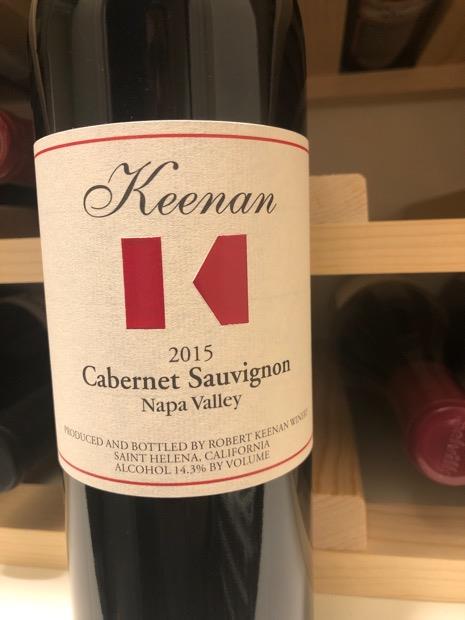 Keenan
K
2015
Cabernet Sauvignon
Napa Valley
PRODUCED AND BOTTLED BY ROBERT KEENAN WINERY
SAINT HELENA, CALIFORNIA
ALCOHOL 14.3% BY VOLUME